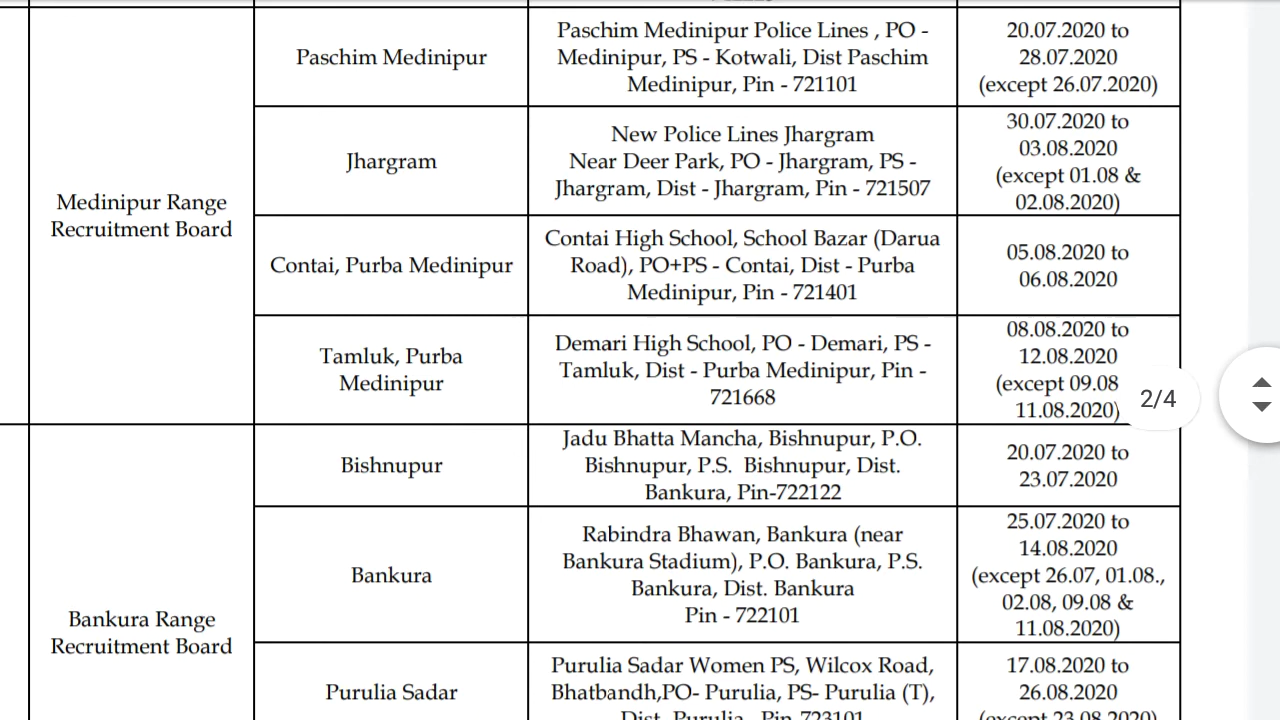 Medinipur Range
Recruitment Board
Paschim Medinipur
Paschim Medinipur Police Lines , PO -
Medinipur, PS - Kotwali, Dist Paschim
Medinipur, Pin - 721101
20.07.2020 to
28.07.2020
(except 26.07.2020)
Jhargram
New Police Lines Jhargram
Near Deer Park, PO - Jhargram, PS -
Jhargram, Dist - Jhargram, Pin - 721507
30.07.2020 to
03.08.2020
(except 01.08 &
02.08.2020)
Contai, Purba Medinipur
Contai High School, School Bazar (Darua
Road), PO+PS - Contai, Dist - Purba
Medinipur, Pin - 721401
05.08.2020 to
06.08.2020
Tamluk, Purba
Medinipur
Demari High School, PO - Demari, PS -
Tamluk, Dist - Purba Medinipur, Pin -
721668
08.08.2020 to
12.08.2020
(except 09.08
11.08.2020)
2/4
Bankura Range
Recruitment Board
Bishnupur
Jadu Bhatta Mancha, Bishnupur, P.O.
Bishnupur, P.S. Bishnupur, Dist.
Bankura, Pin-722122
20.07.2020 to
23.07.2020
Bankura
Rabindra Bhawan, Bankura (near
Bankura Stadium), P.O. Bankura, P.S.
Bankura, Dist. Bankura
Pin - 722101
25.07.2020 to
14.08.2020
(except 26.07, 01.08.,
02.08, 09.08 &
11.08.2020)
Purulia Sadar
Purulia Sadar Women PS, Wilcox Road,
Bhatbandh,PO- Purulia, PS- Purulia (T),
Dist. Purulia, Pin-723101
17.08.2020 to
26.08.2020
(except 23.08.2020)